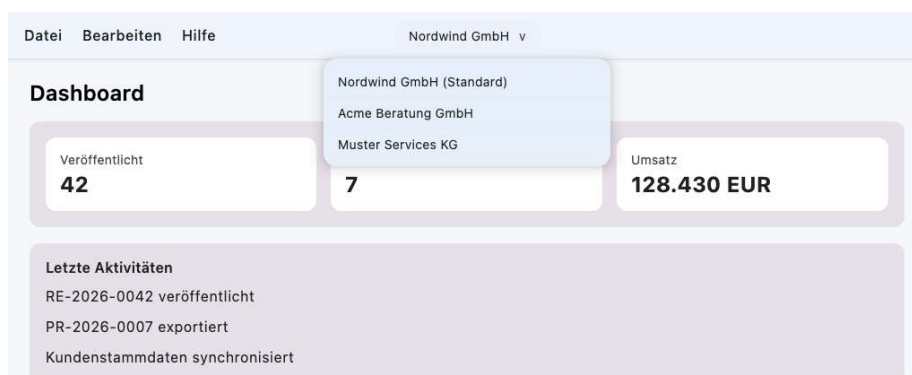 Datei Bearbeiten Hilfe Nordwind GmbH v
Dashboard
Nordwind GmbH (Standard)
Acme Beratung GmbH
Muster Services KG
Veröffentlicht
42
7
Umsatz
128.430 EUR
Letzte Aktivitäten
RE-2026-0042 veröffentlicht
PR-2026-0007 exportiert
Kundenstammdaten synchronisiert